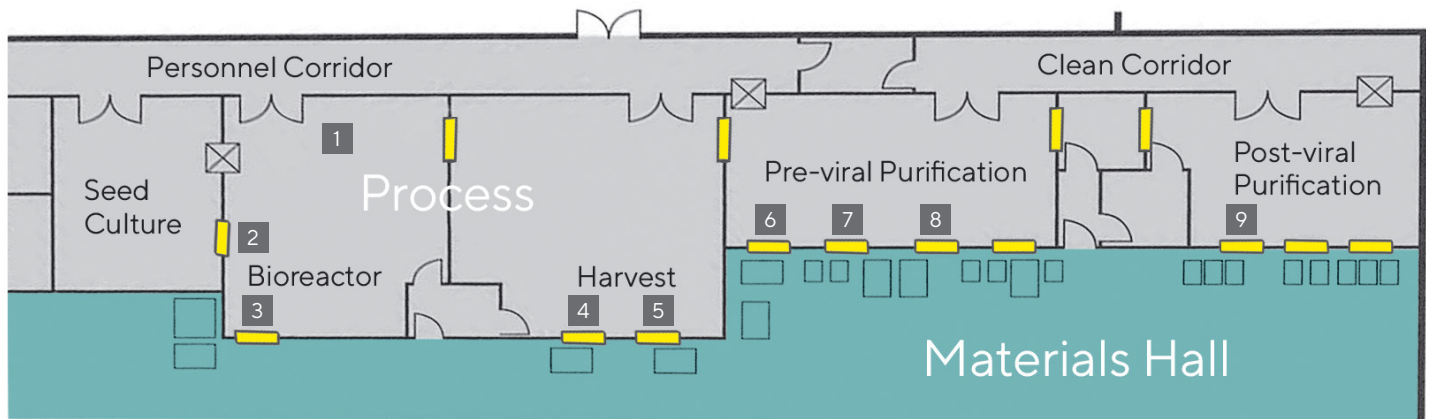 Personnel Corridor
Clean Corridor
1
Process
Seed
Culture
Pre-viral Purification
Post-viral
Purification
2
6
7
8
9
Bioreactor
Harvest
3
4
5
Materials Hall